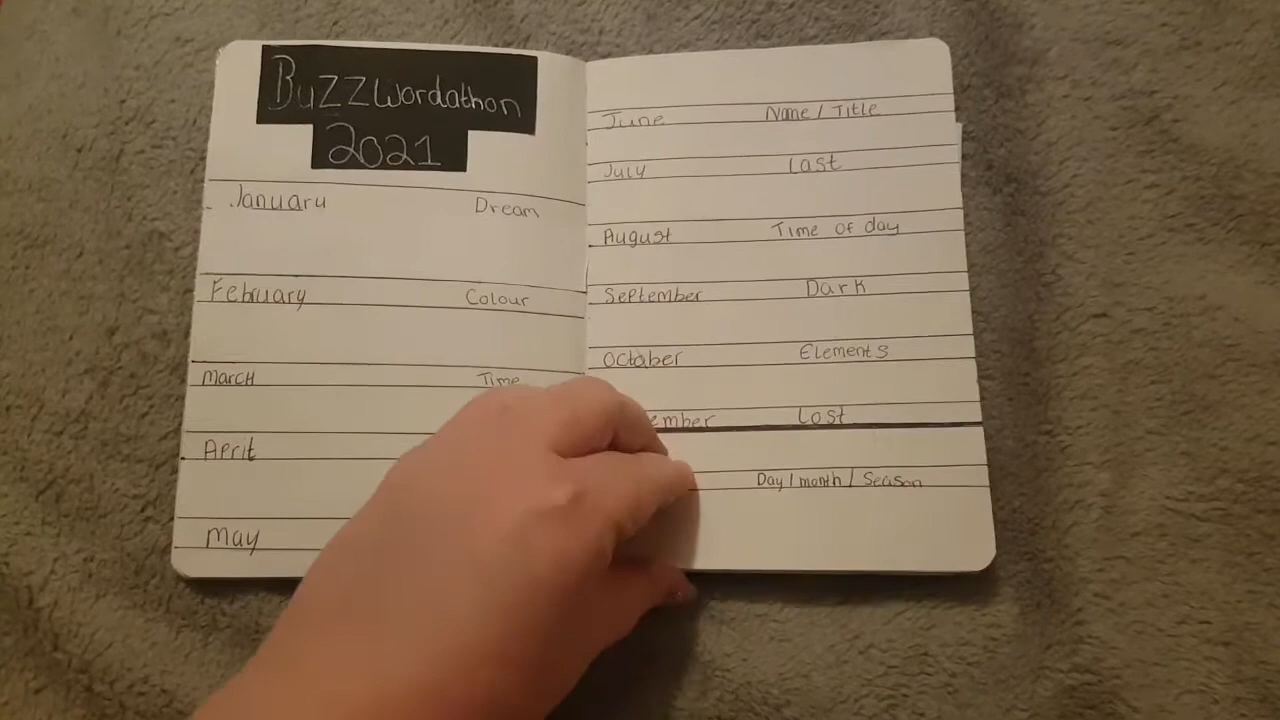 BuzzWordathon
2021
January Dream
February Colour
March Time
April
May
June Name / Title
July Last
August Time of day
September Dark
October Elements
ember Lost
Day / month / Season